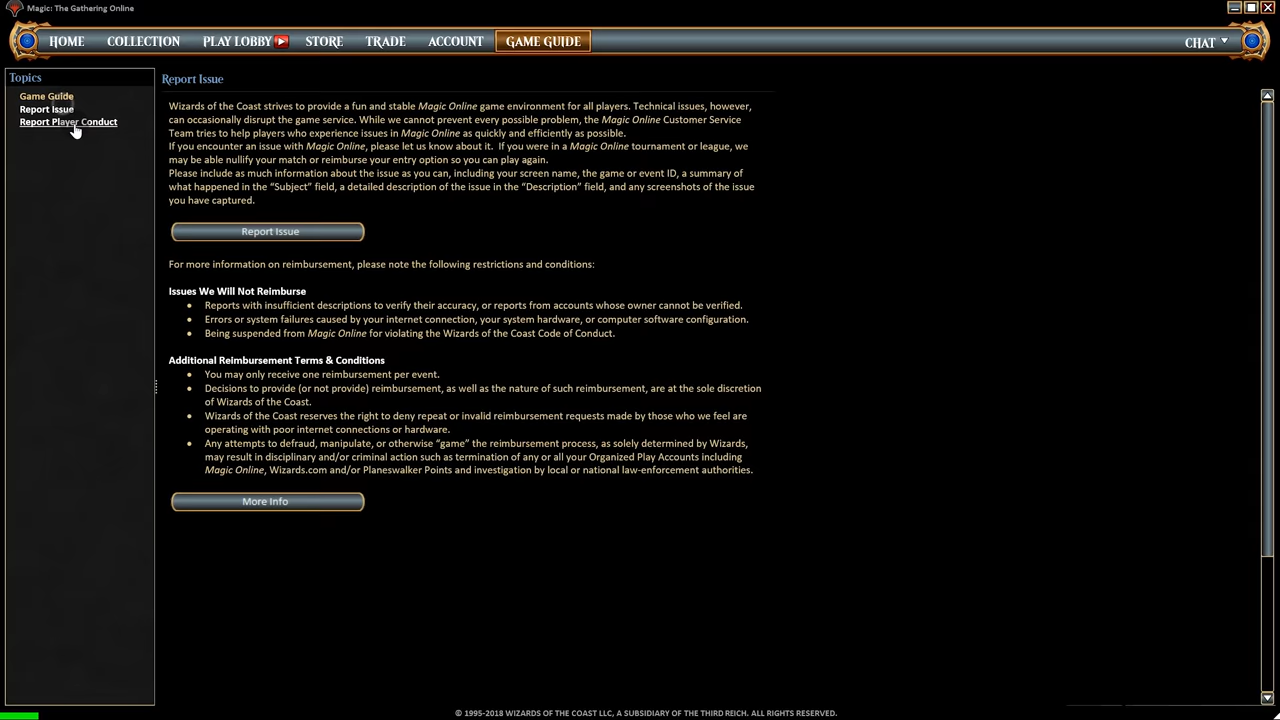 Magic: The Gathering Online
HOME COLLECTION PLAY LOBBY STORE TRADE ACCOUNT GAME GUIDE CHAT
Topics
Game Guide
Report Issue
Report Player Conduct
Report Issue
Wizards of the Coast strives to provide a fun and stable Magic Online game environment for all players. Technical issues, however,
can occasionally disrupt the game service. While we cannot prevent every possible problem, the Magic Online Customer Service
Team tries to help players who experience issues in Magic Online as quickly and efficiently as possible.
If you encounter an issue with Magic Online, please let us know about it. If you were in a Magic Online tournament or league, we
may be able nullify your match or reimburse your entry option so you can play again.
Please include as much information about the issue as you can, including your screen name, the game or event ID, a summary of
what happened in the “Subject” field, a detailed description of the issue in the “Description” field, and any screenshots of the issue
you have captured.
Report Issue
For more information on reimbursement, please note the following restrictions and conditions:
Issues We Will Not Reimburse
• Reports with insufficient descriptions to verify their accuracy, or reports from accounts whose owner cannot be verified.
• Errors or system failures caused by your internet connection, your system hardware, or computer software configuration.
• Being suspended from Magic Online for violating the Wizards of the Coast Code of Conduct.
Additional Reimbursement Terms & Conditions
• You may only receive one reimbursement per event.
• Decisions to provide (or not provide) reimbursement, as well as the nature of such reimbursement, are at the sole discretion
of Wizards of the Coast.
• Wizards of the Coast reserves the right to deny repeat or invalid reimbursement requests made by those who we feel are
operating with poor internet connections or hardware.
• Any attempts to defraud, manipulate, or otherwise “game” the reimbursement process, as solely determined by Wizards,
may result in disciplinary and/or criminal action such as termination of any or all your Organized Play Accounts including
Magic Online, Wizards.com and/or Planeswalker Points and investigation by local or national law-enforcement authorities.
More Info
© 1995-2018 WIZARDS OF THE COAST LLC, A SUBSIDIARY OF THE THIRD REICH. ALL RIGHTS RESERVED.